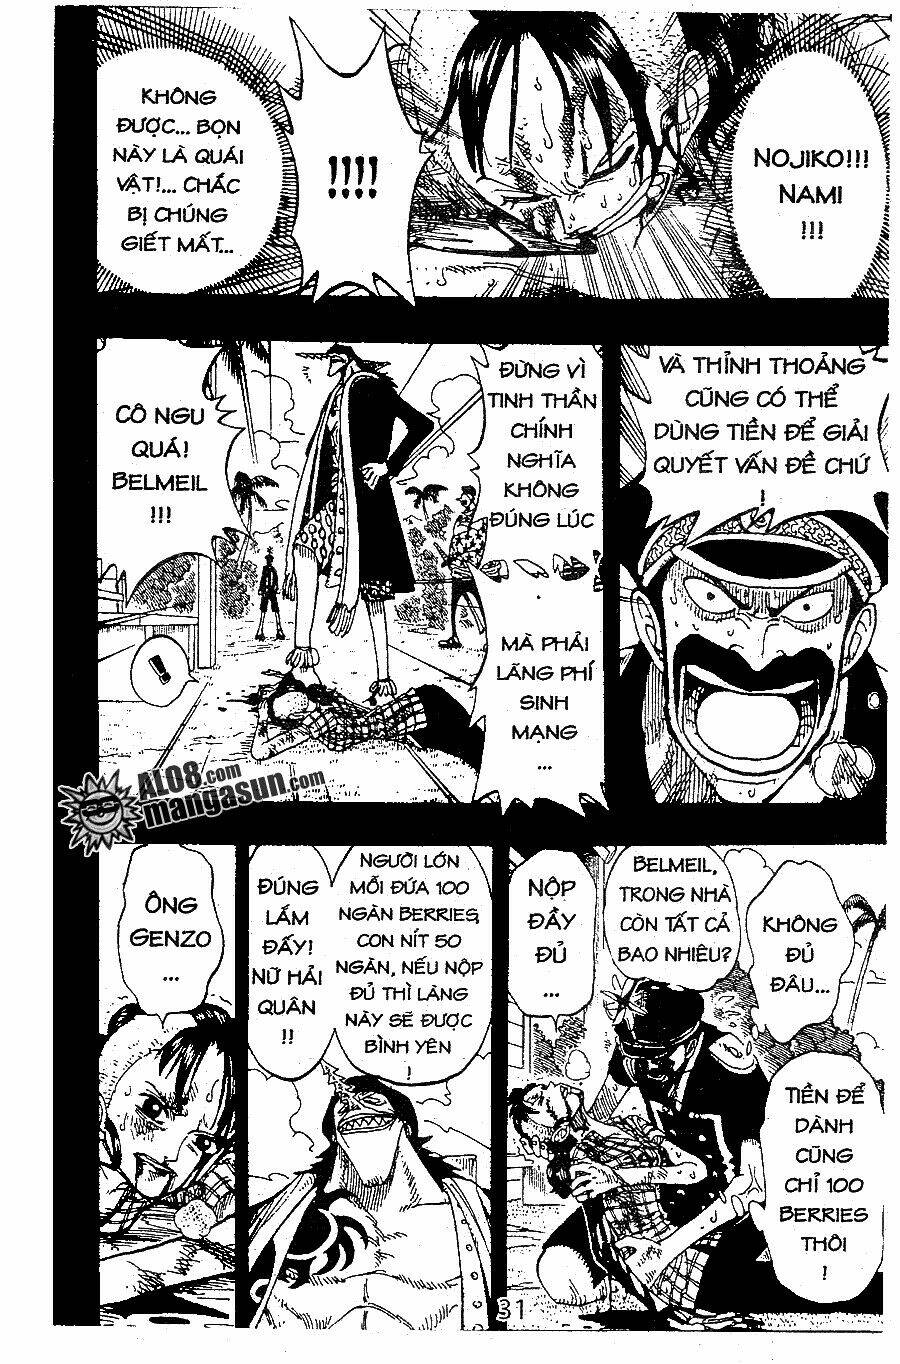 NOJIKO!!!
NAMI
!!!
!!!!
KHÔNG
ĐƯỢC... BỌN
NÀY LÀ QUÁI
VẬT!... CHẮC
BỊ CHÚNG
GIẾT MẤT...
VÀ THỈNH THOẢNG
CŨNG CÓ THỂ
DÙNG TIỀN ĐỂ GIẢI
QUYẾT VẤN ĐỀ CHỨ
!
ĐỪNG VÌ
TINH THẦN
CHÍNH
NGHĨA
KHÔNG
ĐÚNG LÚC
MÀ PHẢI
LÃNG PHÍ
SINH
MẠNG
...
CÔ NGU
QUÁ!
BELMEIL
!!!
!!
AL08.com
mangasun.com
KHÔNG
ĐỦ
ĐÂU...
BELMEIL,
TRONG NHÀ
CÒN TẤT CẢ
BAO NHIÊU?
NỘP
ĐẦY
ĐỦ
...
TIỀN ĐỂ
DÀNH
CŨNG
CHỈ 100
BERRIES
THÔI
!
NGƯỜI LỚN
MỖI ĐỨA 100
NGÀN BERRIES,
CON NÍT 50
NGÀN, NẾU NỘP
ĐỦ THÌ LÀNG
NÀY SẼ ĐƯỢC
BÌNH YÊN
!
ĐÚNG
LẮM
ĐẤY!
NỮ HẢI
QUÂN
!!
ÔNG
GENZO
...
31